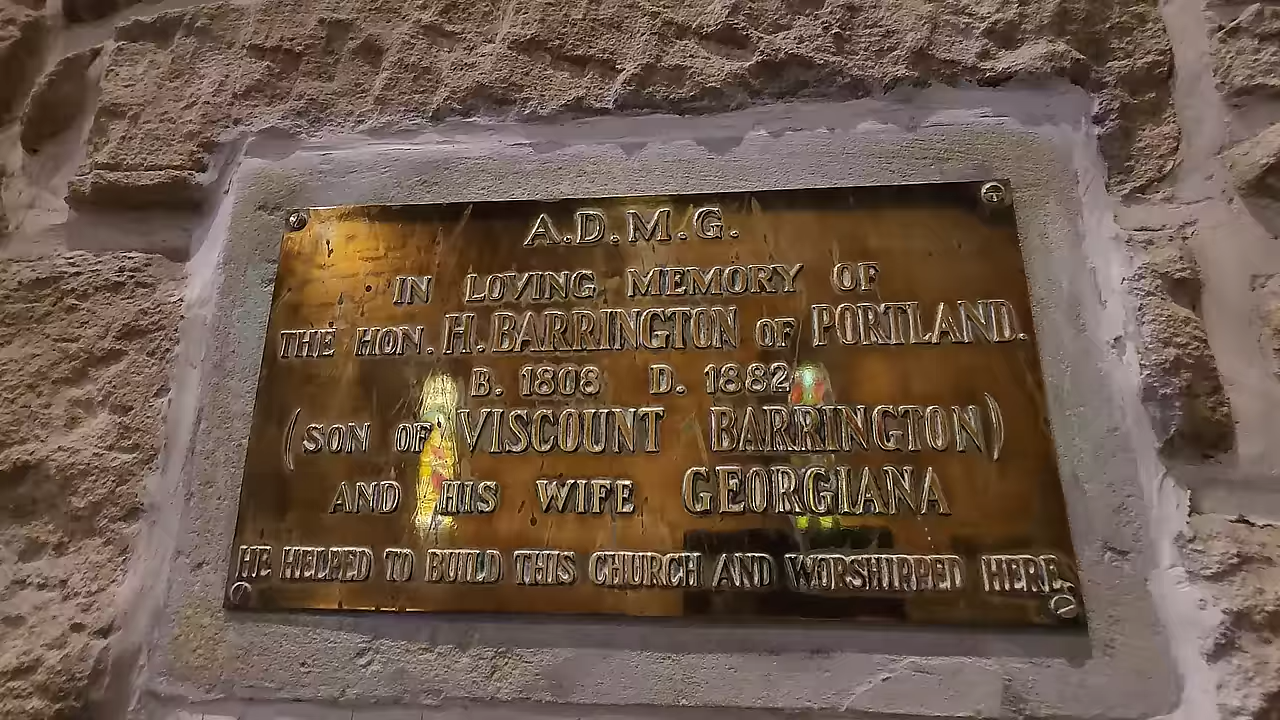 A.D.M.G.
IN LOVING MEMORY OF
THE HON. H. BARRINGTON OF PORTLAND.
B. 1808 D. 1882
(SON OF VISCOUNT BARRINGTON)
AND HIS WIFE GEORGIANA
HE HELPED TO BUILD THIS CHURCH AND WORSHIPPED HERE.